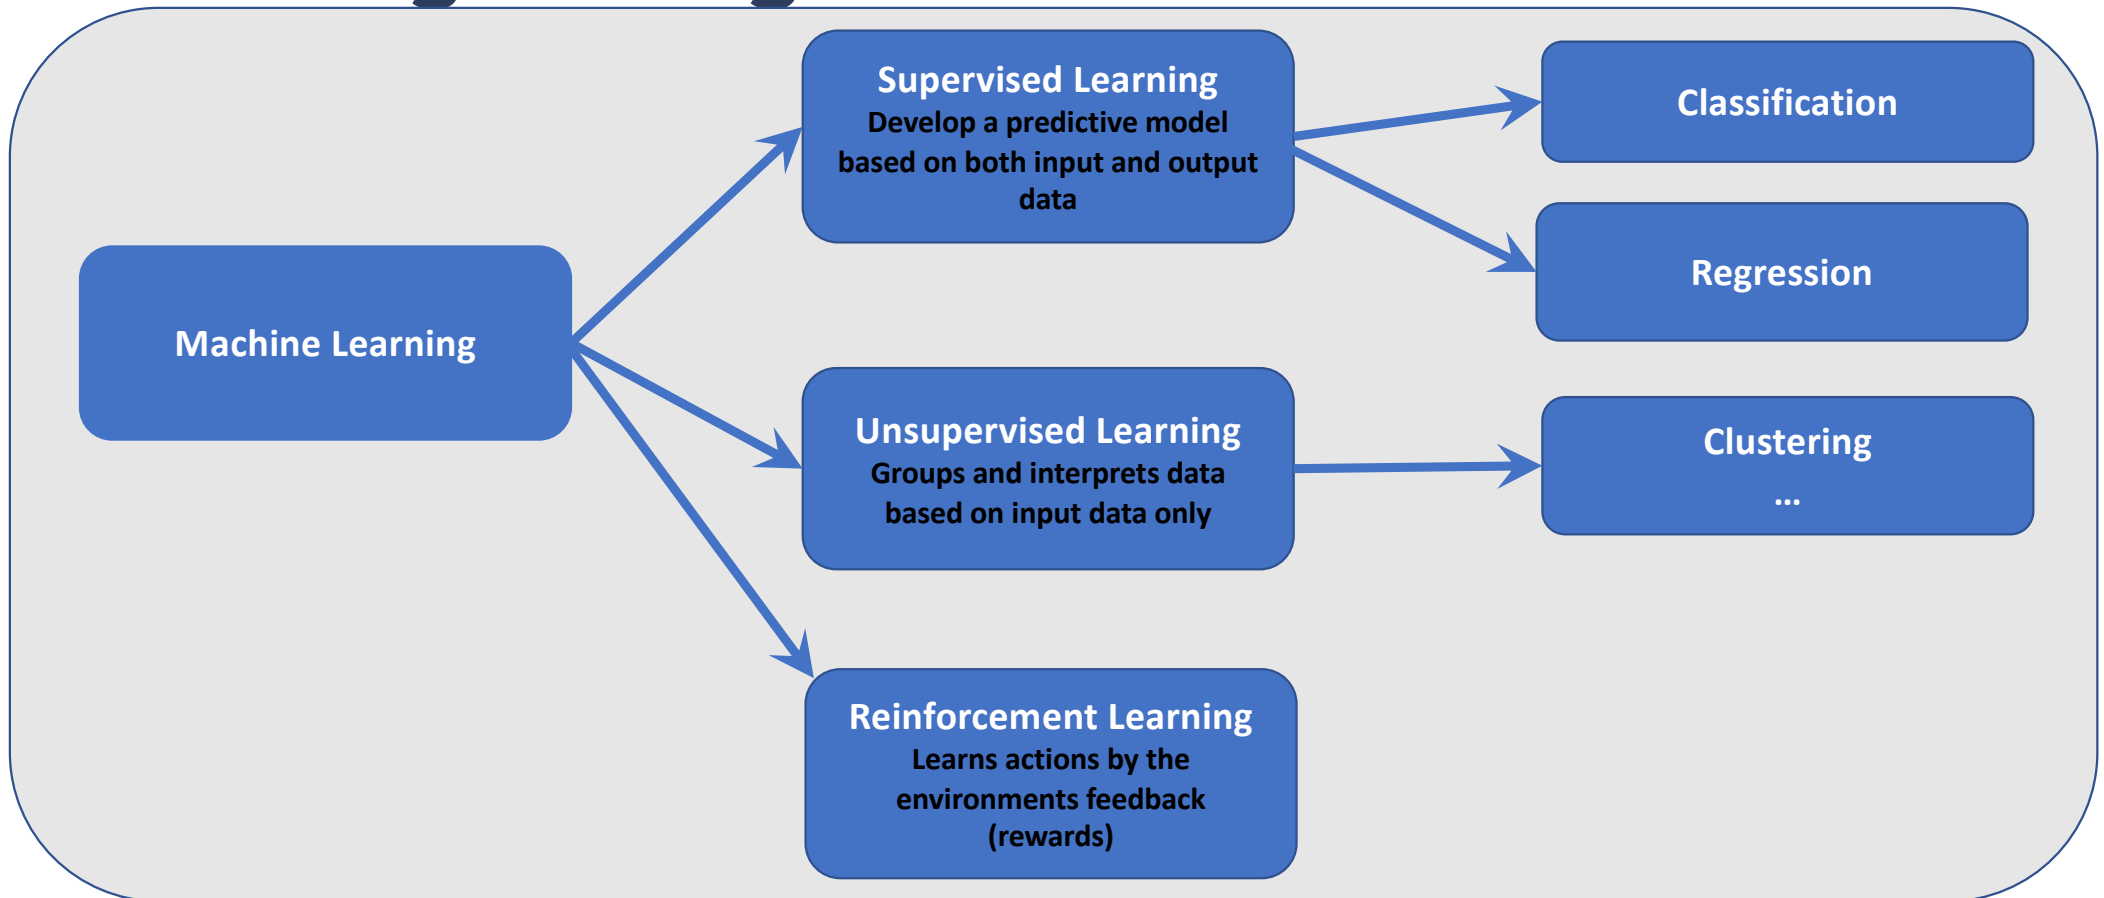 Machine Learning
Supervised Learning
Develop a predictive model
based on both input and output
data
Classification
Regression
Unsupervised Learning
Groups and interprets data
based on input data only
Clustering
...
Reinforcement Learning
Learns actions by the
environments feedback
(rewards)